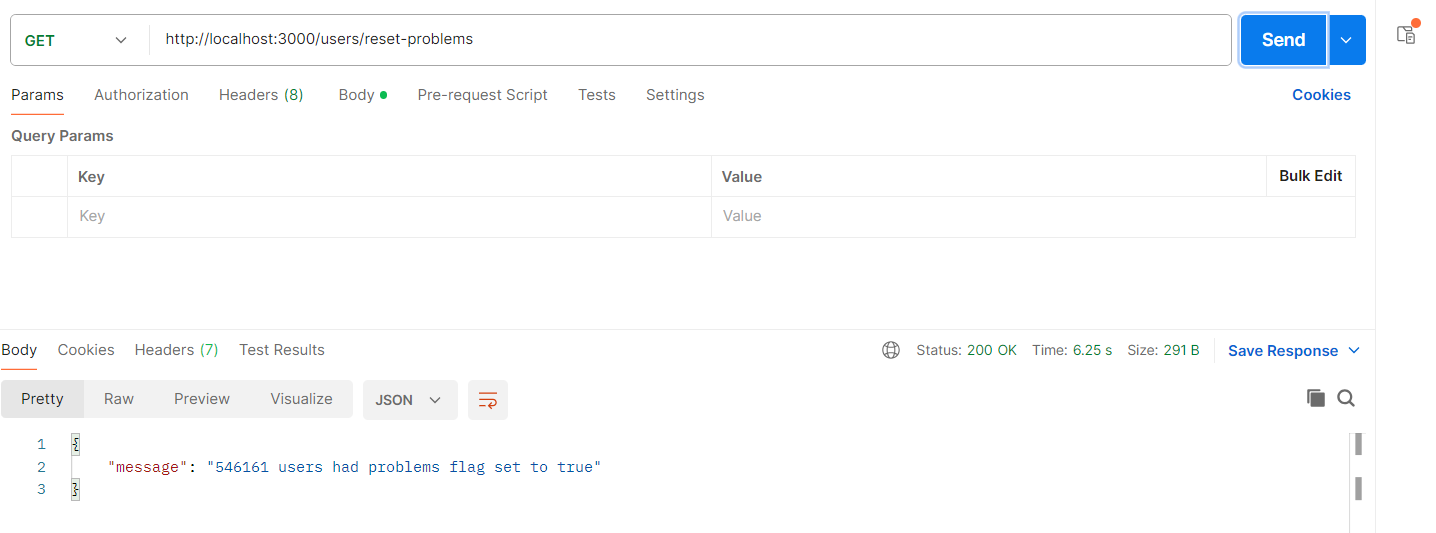 GET http://localhost:3000/users/reset-problems Send
Params Authorization Headers (8) Body Pre-request Script Tests Settings Cookies
Query Params
Key Value Bulk Edit
Key Value
Body Cookies Headers (7) Test Results Status: 200 OK Time: 6.25 s Size: 291 B Save Response
Pretty Raw Preview Visualize JSON
1 {
2 "message": "546161 users had problems flag set to true"
3 }